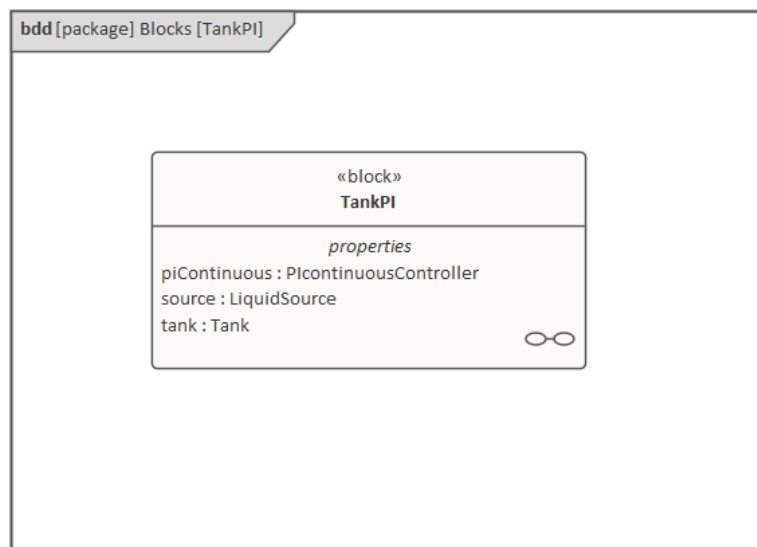 bdd [package] Blocks [TankPI]
«block»
TankPI
properties
piContinuous : PIcontinuousController
source : LiquidSource
tank : Tank